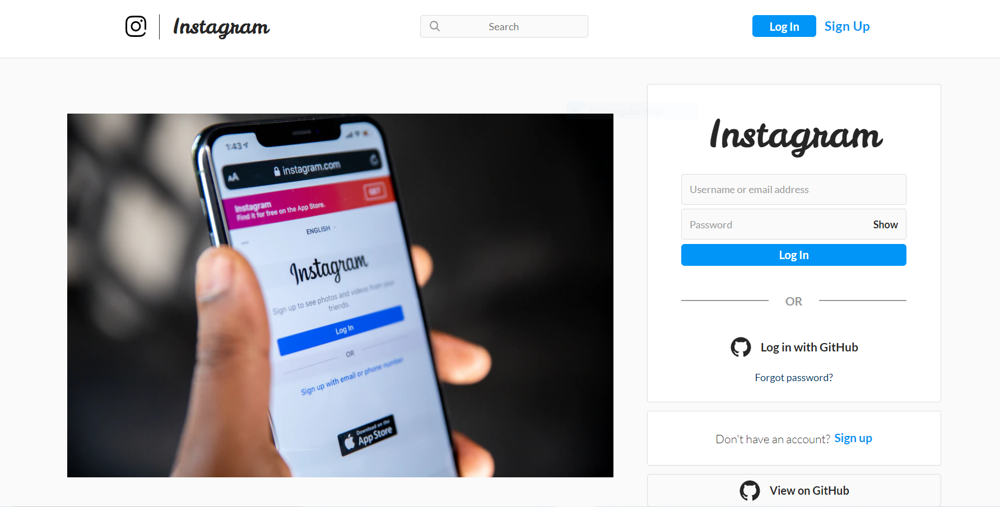 Instagram
Search
Log In
Sign Up
Rectangular Snip
1:43
AA instagram.com
Instagram
Find it for free on the App Store.
GET
ENGLISH
Instagram
Sign up to see photos and videos from your
friends.
Log In
OR
Sign up with email or phone number
Download on the
App Store
Instagram
Username or email address
Password
Show
Log In
OR
Log in with GitHub
Forgot password?
Don't have an account? Sign up
View on GitHub